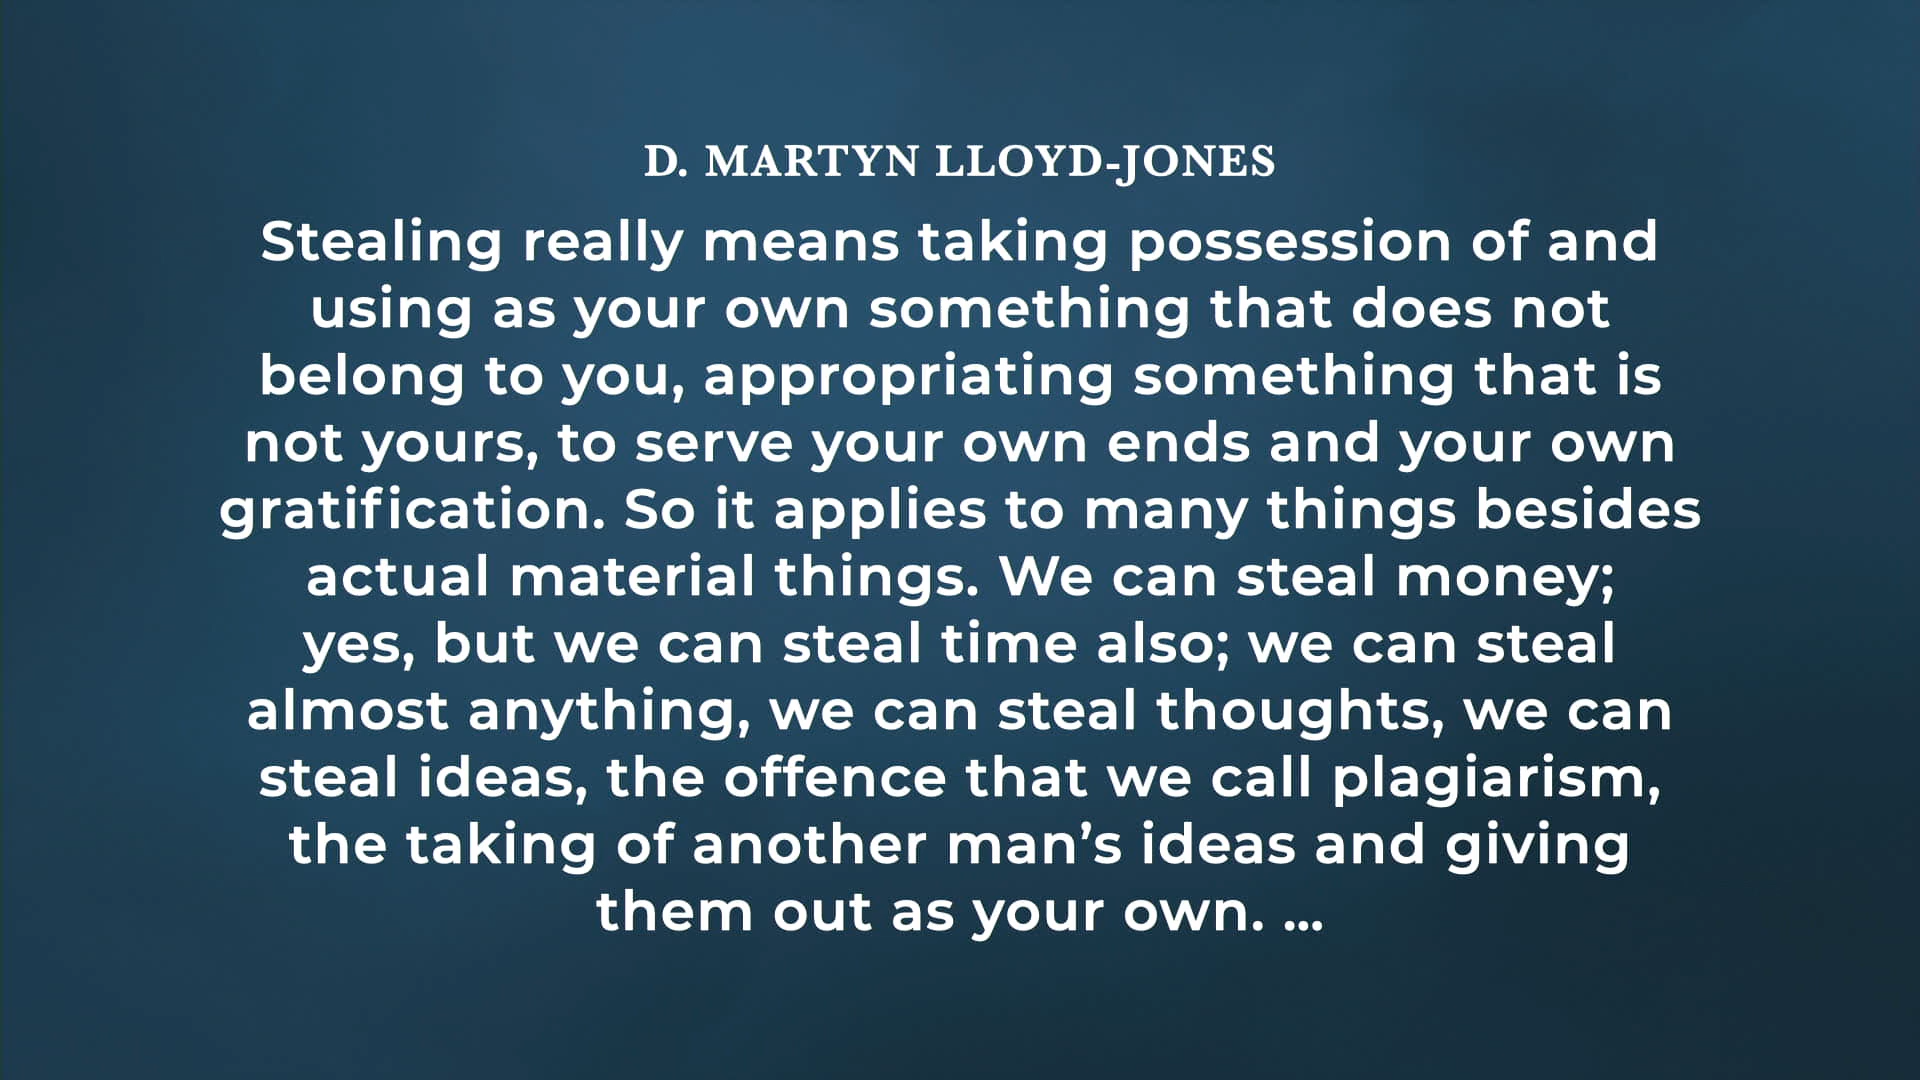 D. MARTYN LLOYD-JONES
Stealing really means taking possession of and
using as your own something that does not
belong to you, appropriating something that is
not yours, to serve your own ends and your own
gratification. So it applies to many things besides
actual material things. We can steal money;
yes, but we can steal time also; we can steal
almost anything, we can steal thoughts, we can
steal ideas, the offence that we call plagiarism,
the taking of another man’s ideas and giving
them out as your own. …